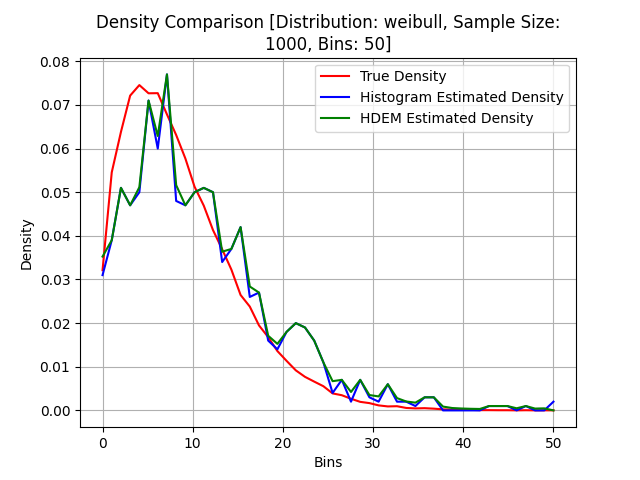 Density Comparison [Distribution: weibull, Sample Size:
1000, Bins: 50]
True Density
Histogram Estimated Density
HDEM Estimated Density
Density
0.08
0.07
0.06
0.05
0.04
0.03
0.02
0.01
0.00
0 10 20 30 40 50
Bins